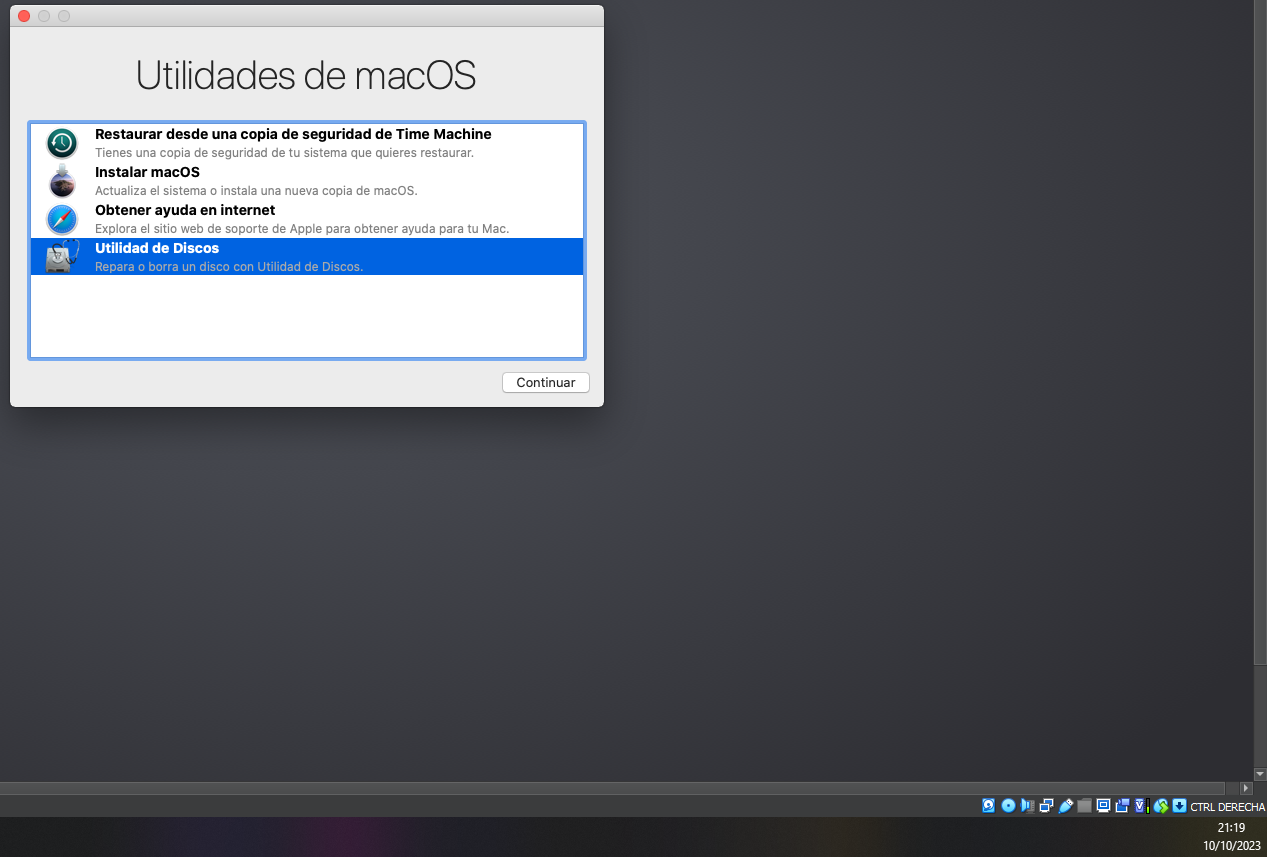 Utilidades de macOS
Restaurar desde una copia de seguridad de Time Machine
Tienes una copia de seguridad de tu sistema que quieres restaurar.
Instalar macOS
Actualiza el sistema o instala una nueva copia de macOS.
Obtener ayuda en internet
Explora el sitio web de soporte de Apple para obtener ayuda para tu Mac.
Utilidad de Discos
Repara o borra un disco con Utilidad de Discos.
Continuar
CTRL DERECHA
21:19
10/10/2023